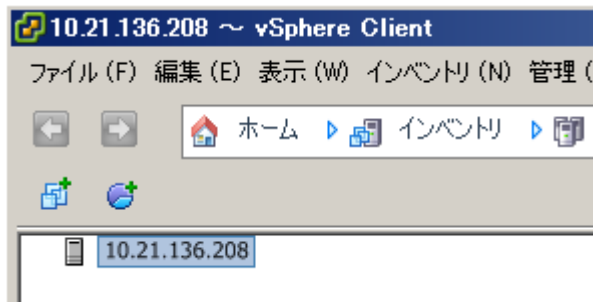 10.21.136.208 ～ vSphere Client
ファイル (F) 編集 (E) 表示 (W) インベントリ (N) 管理 (
ホーム インベントリ
10.21.136.208